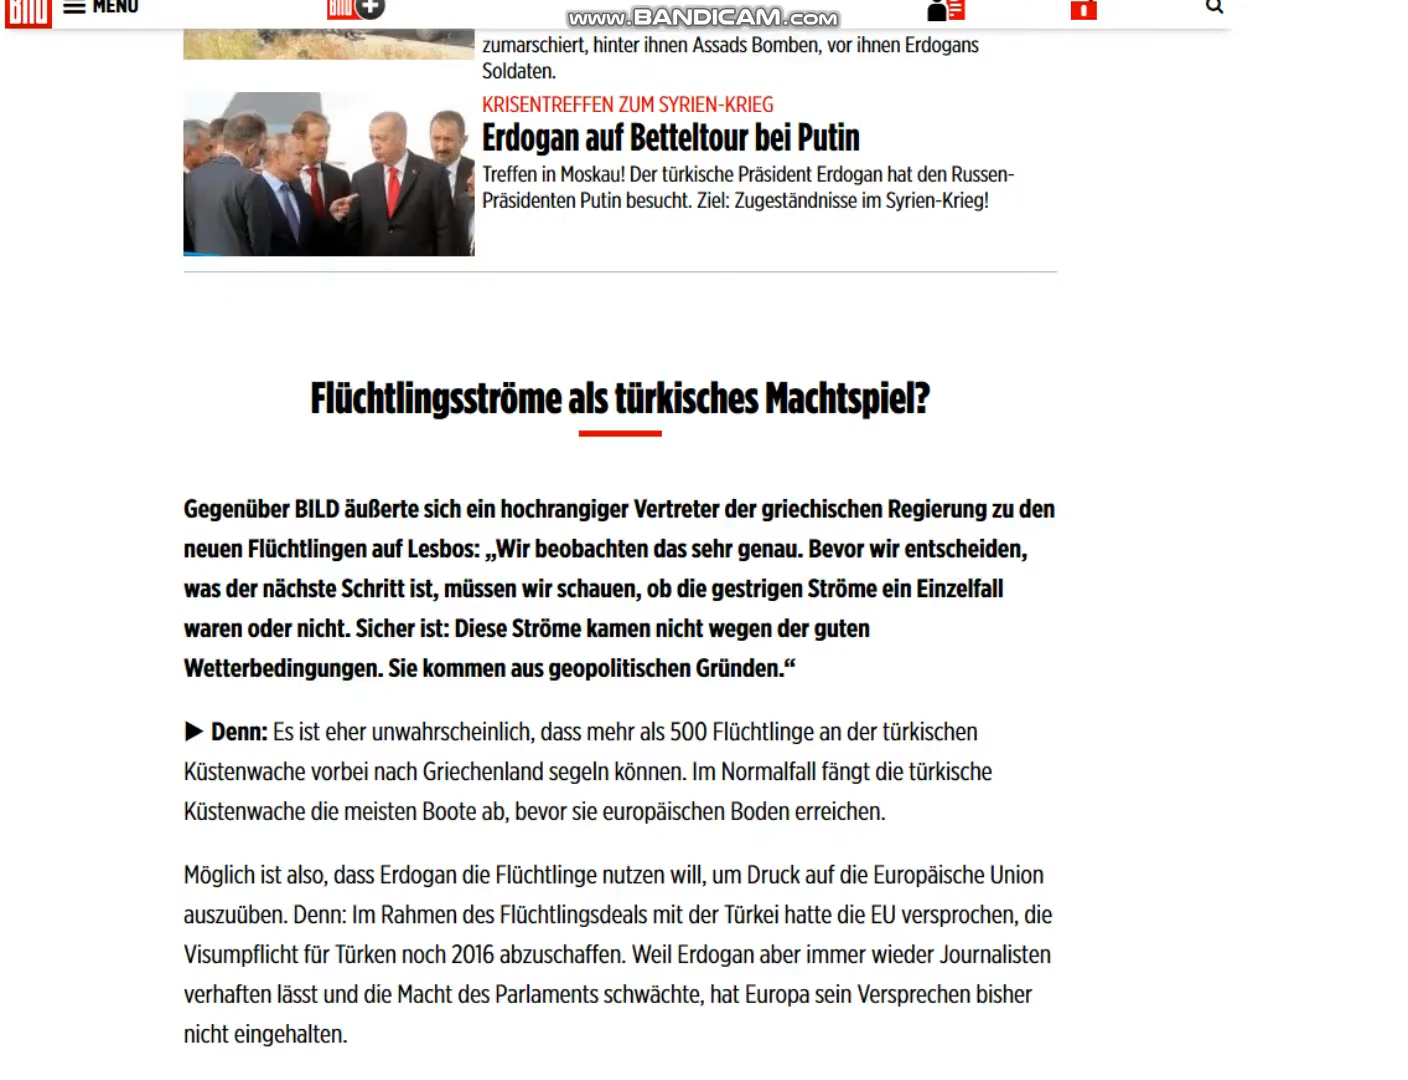 BILD
MENÜ
BILD +
www.BANDICAM.com
zumarschiert, hinter ihnen Assads Bomben, vor ihnen Erdogans
Soldaten.
KRISENTREFFEN ZUM SYRIEN-KRIEG
Erdogan auf Betteltour bei Putin
Treffen in Moskau! Der türkische Präsident Erdogan hat den Russen-
Präsidenten Putin besucht. Ziel: Zugeständnisse im Syrien-Krieg!
Flüchtlingsströme als türkisches Machtspiel?
Gegenüber BILD äußerte sich ein hochrangiger Vertreter der griechischen Regierung zu den
neuen Flüchtlingen auf Lesbos: „Wir beobachten das sehr genau. Bevor wir entscheiden,
was der nächste Schritt ist, müssen wir schauen, ob die gestrigen Ströme ein Einzelfall
waren oder nicht. Sicher ist: Diese Ströme kamen nicht wegen der guten
Wetterbedingungen. Sie kommen aus geopolitischen Gründen.“
▶ Denn: Es ist eher unwahrscheinlich, dass mehr als 500 Flüchtlinge an der türkischen
Küstenwache vorbei nach Griechenland segeln können. Im Normalfall fängt die türkische
Küstenwache die meisten Boote ab, bevor sie europäischen Boden erreichen.
Möglich ist also, dass Erdogan die Flüchtlinge nutzen will, um Druck auf die Europäische Union
auszuüben. Denn: Im Rahmen des Flüchtlingsdeals mit der Türkei hatte die EU versprochen, die
Visumpflicht für Türken noch 2016 abzuschaffen. Weil Erdogan aber immer wieder Journalisten
verhaften lässt und die Macht des Parlaments schwächte, hat Europa sein Versprechen bisher
nicht eingehalten.